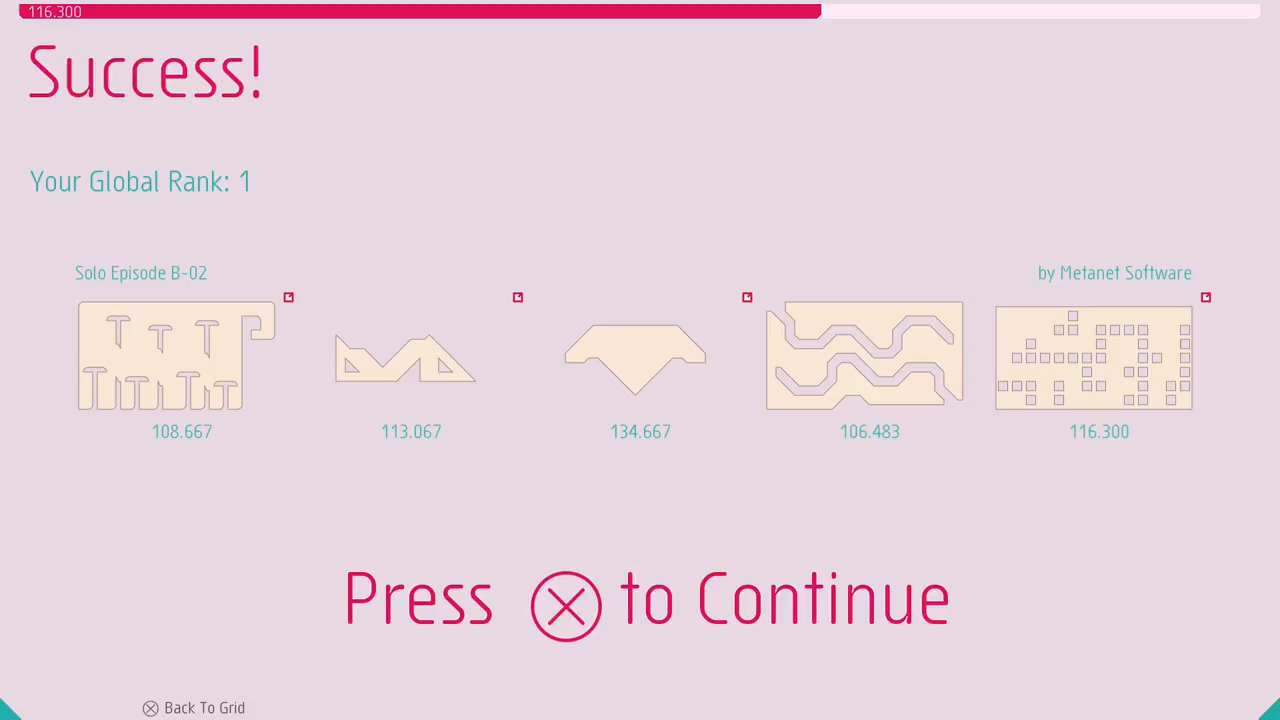 116.300
Success!
Your Global Rank: 1
Solo Episode B-02
by Metanet Software
108.667
113.067
134.667
106.483
116.300
Press to Continue
Back To Grid